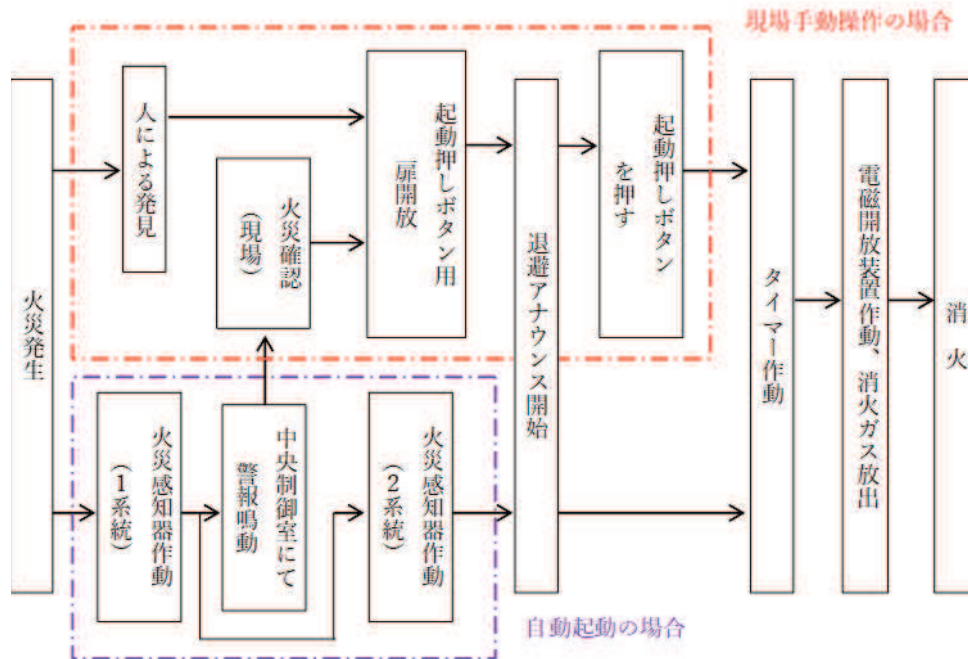 現場手動操作の場合
火災発生
人による発見
火災確認
(現場)
起動押しボタン用
扉開放
退避アナウンス開始
起動押しボタン
を押す
タイマー作動
電磁開放装置作動、消火ガス放出
消火
火災感知器作動
(1系統)
中央制御室にて
警報鳴動
火災感知器作動
(2系統)
自動起動の場合